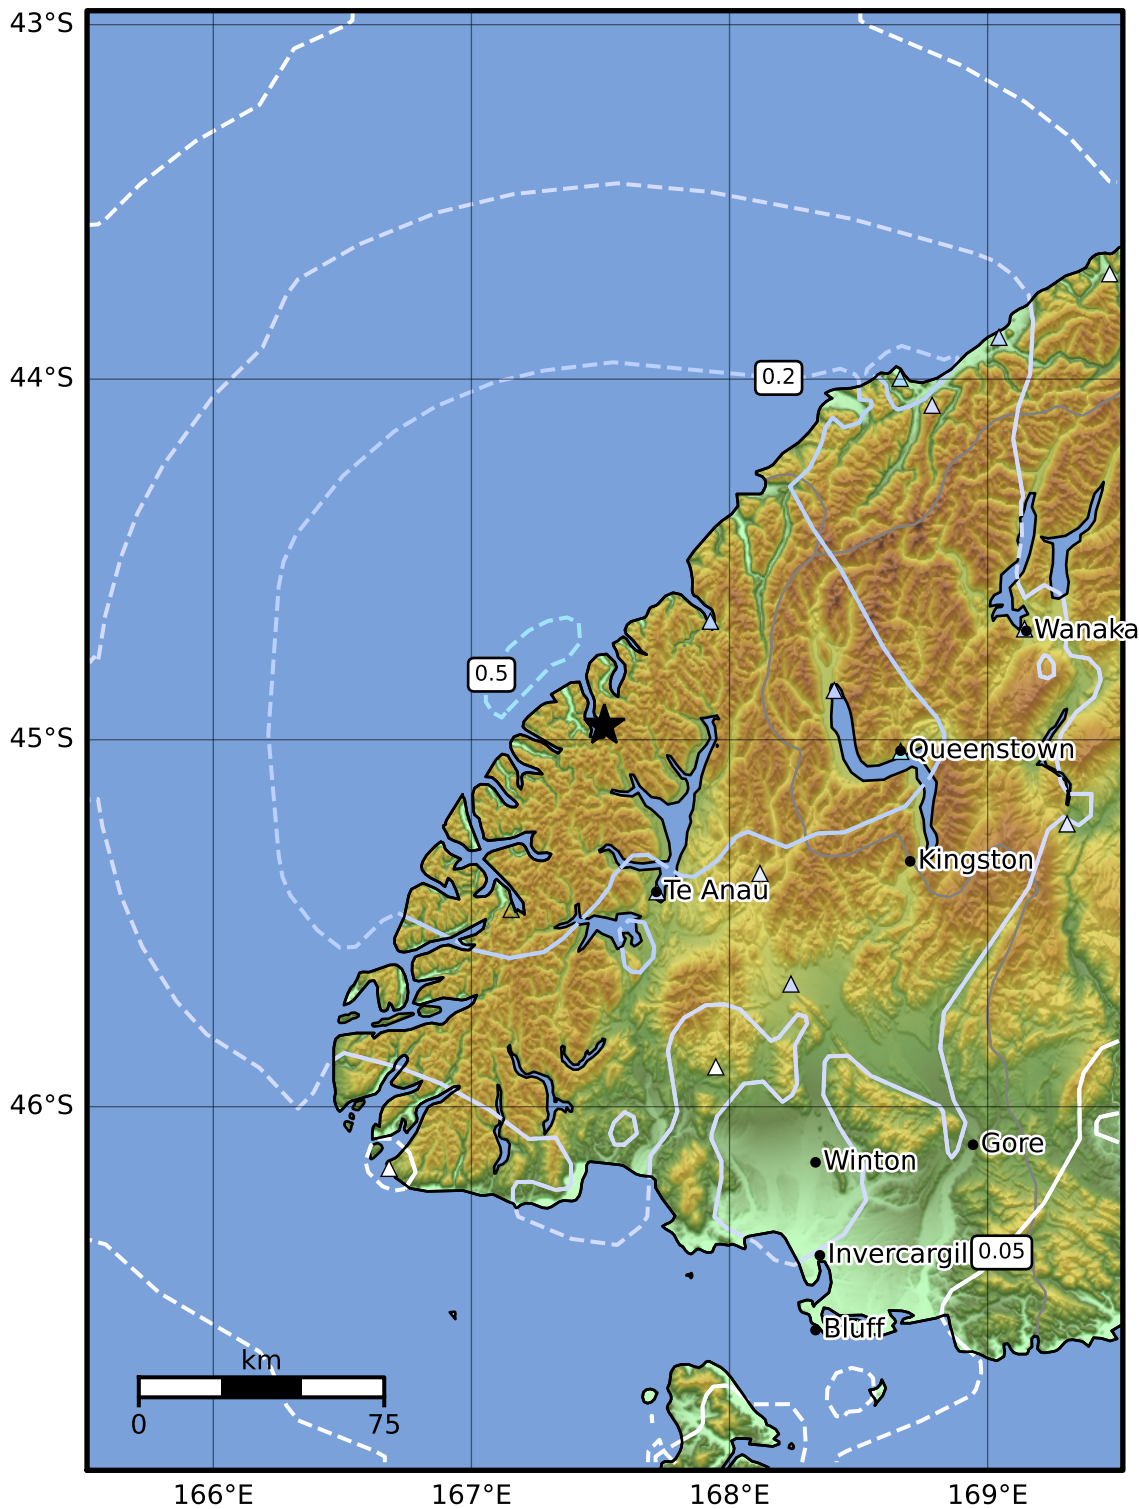 43°S
44°S
0.2
Wanaka
0.5
45°S
Queenstown
Kingston
Te Anau
46°S
Gore
Winton
Invercargil
0.05
Bluff
km
0
75
166°E
167°E
168°E
169°E